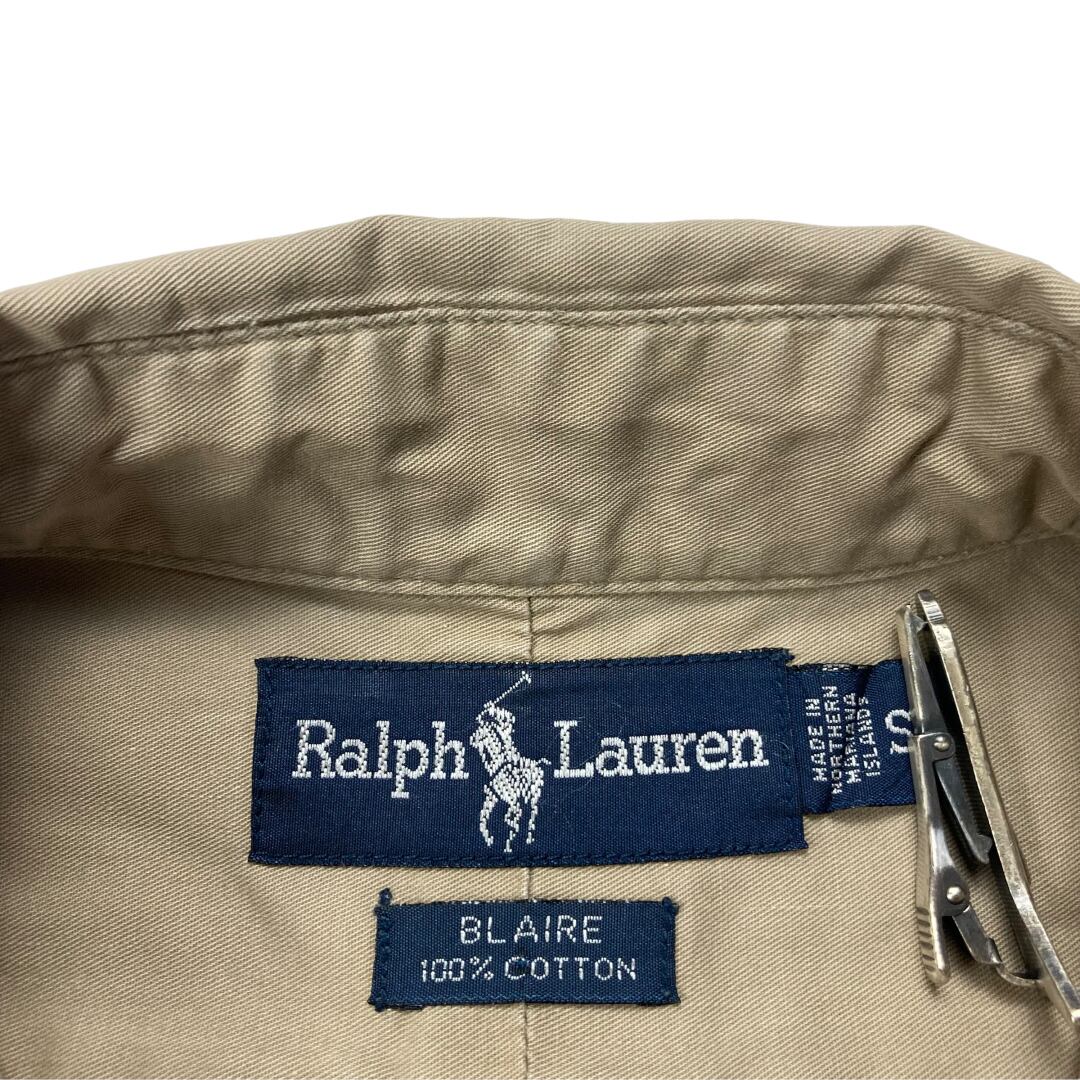 Ralph Lauren
MADE IN
NORTHERN
MARIANA
ISLANDS
S
BLAIRE
100% COTTON